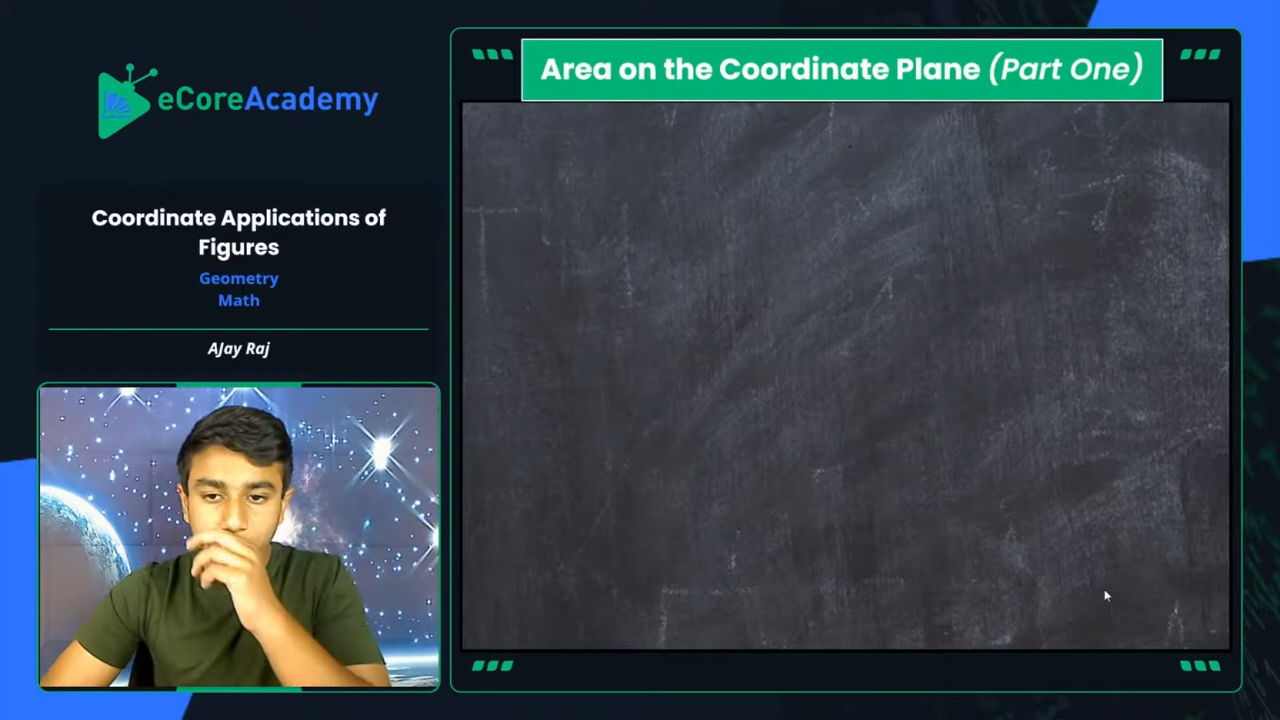 eCoreAcademy
Coordinate Applications of
Figures
Geometry
Math
AJay Raj
Area on the Coordinate Plane (Part One)